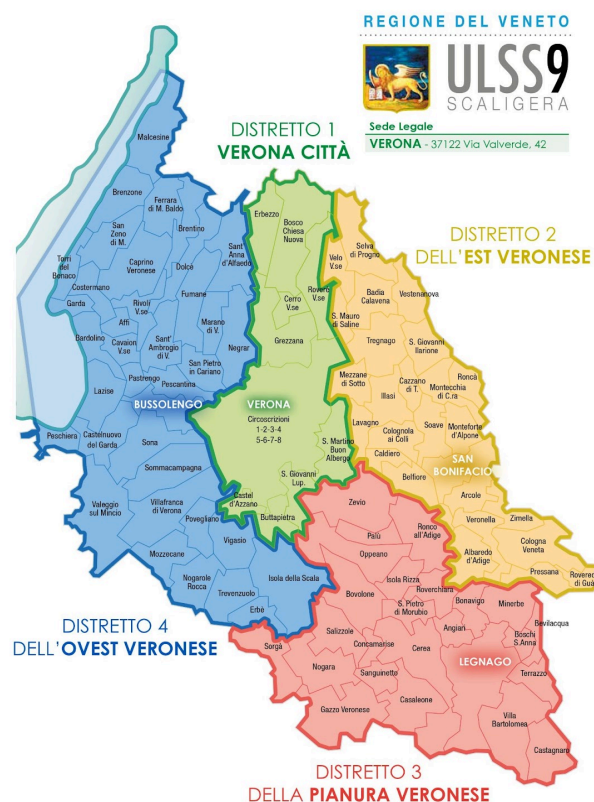 REGIONE DEL VENETO
ULSS9
SCALIGERA
Sede Legale
VERONA - 37122 Via Valverde, 42
DISTRETTO 1
VERONA CITTÀ
DISTRETTO 2
DELL'EST VERONESE
Malcesine
Brenzone
Ferrara
di M. Baldo
San
Zeno
di M.
Brentino
Torri
del
Benaco
Caprino
Veronese
Dolcé
Sant'
Anna
d'Alfaedo
Costermano
Garda
Rivoli
V.se
Fumane
Affi
Bardolino
Cavaion
V.se
Sant'
Ambrogio
di V.
Marano
di V.
Negrar
San Pietro
in Cariano
Pastrengo
Pescantina
Lazise
BUSSOLENGO
Peschiera
Castelnuovo
del Garda
Sona
Sommacampagna
Valeggio
sul Mincio
Villafranca
di Verona
Povegliano
Vigasio
Mozzecane
Nogarole
Rocca
Trevenzuolo
Isola della Scala
Erbè
Erbezzo
Bosco
Chiesa
Nuova
Roverè
V.se
Cerro
V.se
Grezzana
VERONA
Circoscrizioni
1-2-3-4
5-6-7-8
S. Martino
Buon
Albergo
S. Giovanni
Lup.
Castel
d'Azzano
Buttapietra
Velo
V.se
Selva
di Progno
Badia
Calavena
Vestenanova
S. Mauro
di Saline
Tregnago
S. Giovanni
Ilarione
Mezzane
di Sotto
Cazzano
di T.
Roncà
Montecchia
di C.ra
Illasi
Lavagno
Colognola
ai Colli
Soave
Monteforte
d'Alpone
Caldiero
SAN
BONIFACIO
Belfiore
Arcole
Veronella
Zimella
Albaredo
d'Adige
Cologna
Veneta
Pressana
Roveredo
di Guà
Zevio
Palù
Ronco
all'Adige
Oppeano
Isola Rizza
Roverchiara
Bovolone
S. Pietro
di Morubio
Bonavigo
Minerbe
Bevilacqua
Angiari
Boschi
S.Anna
Salizzole
Concamarise
Cerea
Sorgà
Nogara
Sanguinetto
LEGNAGO
Terrazzo
Gazzo Veronese
Casaleone
Villa
Bartolomea
Castagnaro
DISTRETTO 4
DELL'OVEST VERONESE
DISTRETTO 3
DELLA PIANURA VERONESE